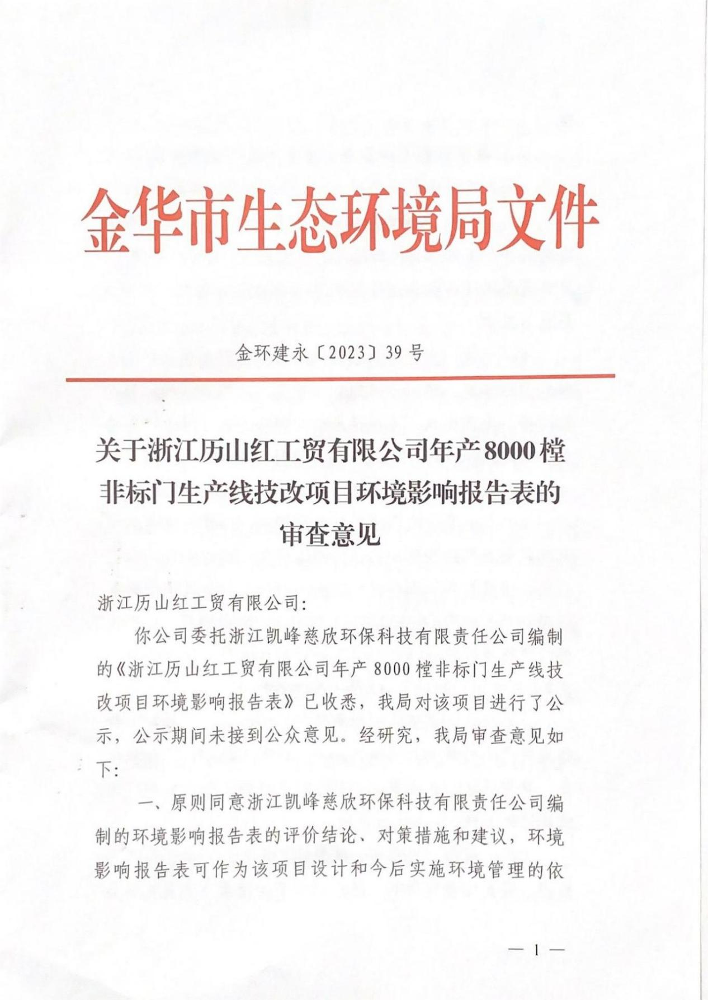 金华市生态环境局文件
金环建永〔2023〕39号
关于浙江历山红工贸有限公司年产8000樘
非标门生产线技改项目环境影响报告表的
审查意见
浙江历山红工贸有限公司:
你公司委托浙江凯峰慈欣环保科技有限责任公司编制
的《浙江历山红工贸有限公司年产8000樘非标门生产线技
改项目环境影响报告表》已收悉，我局对该项目进行了公
示，公示期间未接到公众意见。经研究，我局审查意见如
下:
一、原则同意浙江凯峰慈欣环保科技有限责任公司编
制的环境影响报告表的评价结论、对策措施和建议，环境
影响报告表可作为该项目设计和今后实施环境管理的依
— 1 —